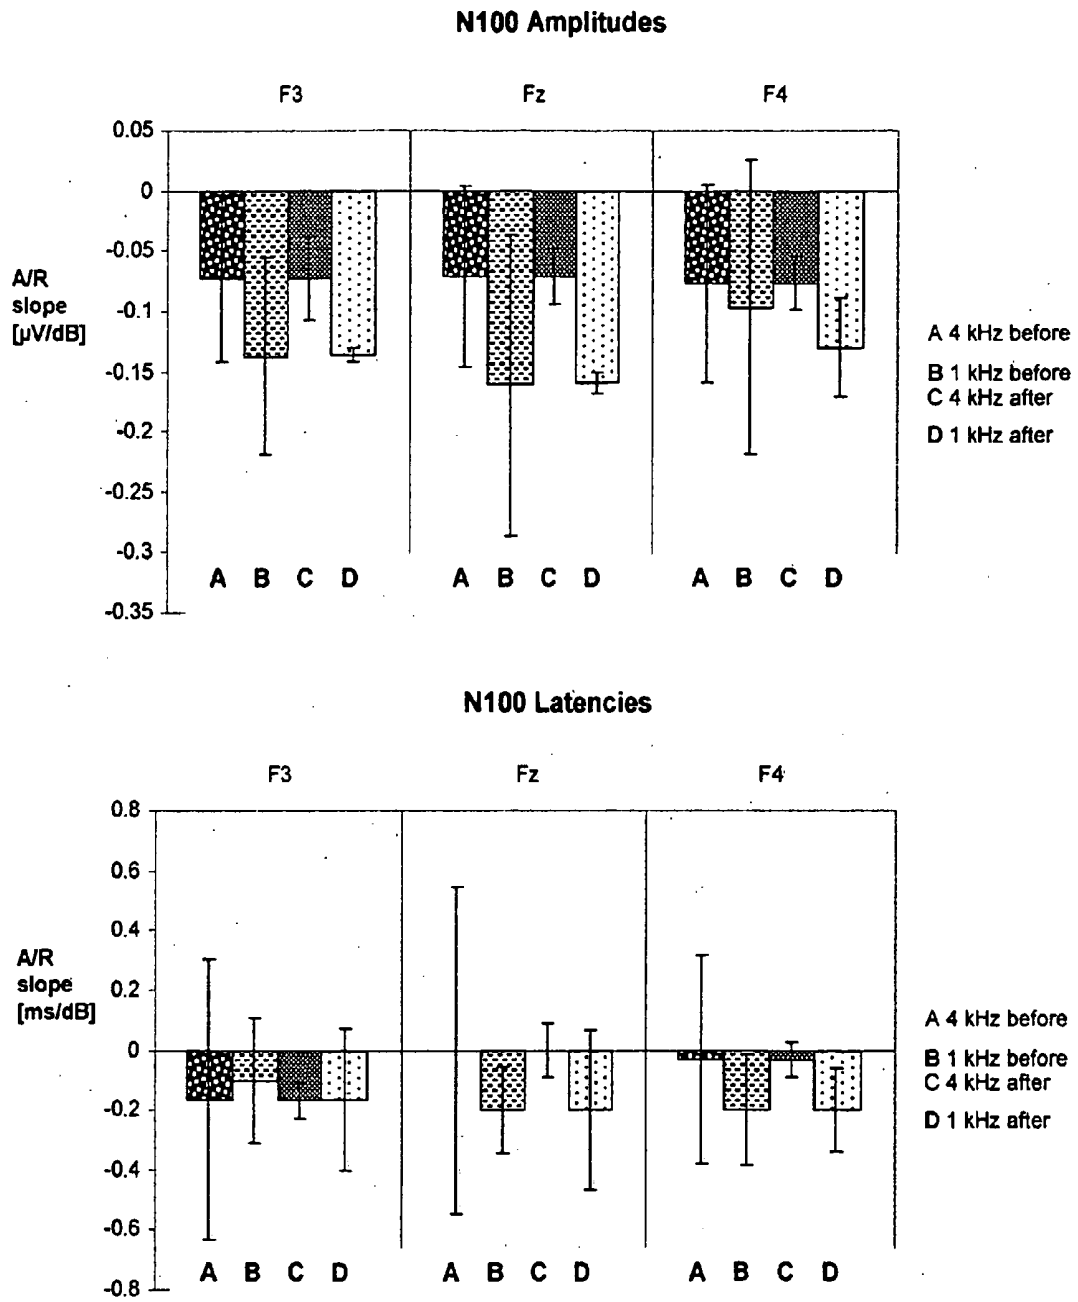 N100 Amplitudes
F3 Fz F4
0.05
0
-0.05
-0.1
-0.15
-0.2
-0.25
-0.3
-0.35
A/R
slope
[µV/dB]
A B C D A B C D A B C D
A 4 kHz before
B 1 kHz before
C 4 kHz after
D 1 kHz after
N100 Latencies
F3 Fz F4
0.8
0.6
0.4
0.2
0
-0.2
-0.4
-0.6
-0.8
A/R
slope
[ms/dB]
A B C D A B C D A B C D
A 4 kHz before
B 1 kHz before
C 4 kHz after
D 1 kHz after